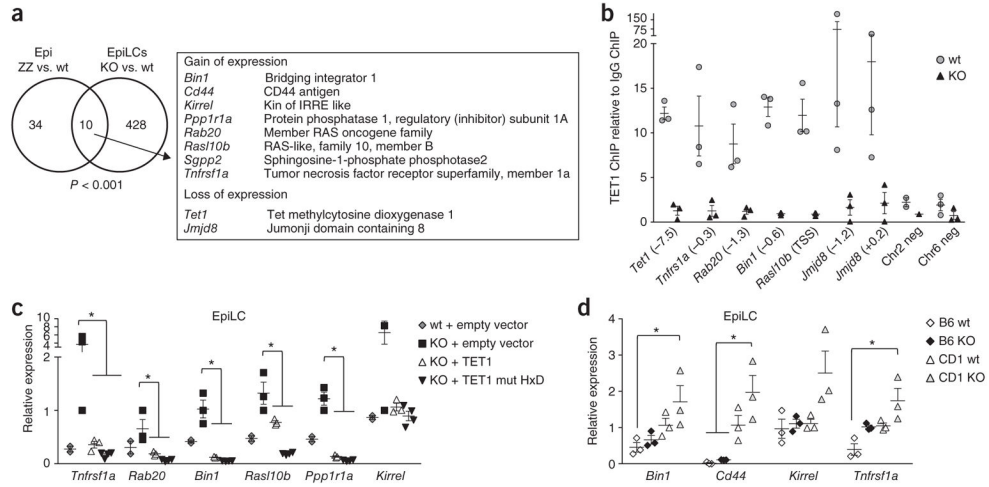 a
Epi
ZZ vs. wt
EpiLCs
KO vs. wt
34
10
428
P < 0.001
Gain of expression
Bin1 Bridging integrator 1
Cd44 CD44 antigen
Kirrel Kin of IRRE like
Ppp1r1a Protein phosphatase 1, regulatory (inhibitor) subunit 1A
Rab20 Member RAS oncogene family
Rasl10b RAS-like, family 10, member B
Sgpp2 Sphingosine-1-phosphate phosphotase2
Tnfrsf1a Tumor necrosis factor receptor superfamily, member 1a
Loss of expression
Tet1 Tet methylcytosine dioxygenase 1
Jmjd8 Jumonji domain containing 8
b
TET1 ChIP relative to IgG ChIP
150
75
20
15
10
5
0
wt
KO
Tet1 (−7.5)
Tnfrs1a (−0.3)
Rab20 (−1.3)
Bin1 (−0.6)
Rasl10b (TSS)
Jmjd8 (−1.2)
Jmjd8 (+0.2)
Chr2 neg
Chr6 neg
c
EpiLC
Relative expression
10
8
6
4
2
1
0
* * * * *
wt + empty vector
KO + empty vector
KO + TET1
KO + TET1 mut HxD
Tnfrsf1a Rab20 Bin1 Rasl10b Ppp1r1a Kirrel
d
EpiLC
Relative expression
4
3
2
1
0
* * *
B6 wt
B6 KO
CD1 wt
CD1 KO
Bin1 Cd44 Kirrel Tnfrsf1a